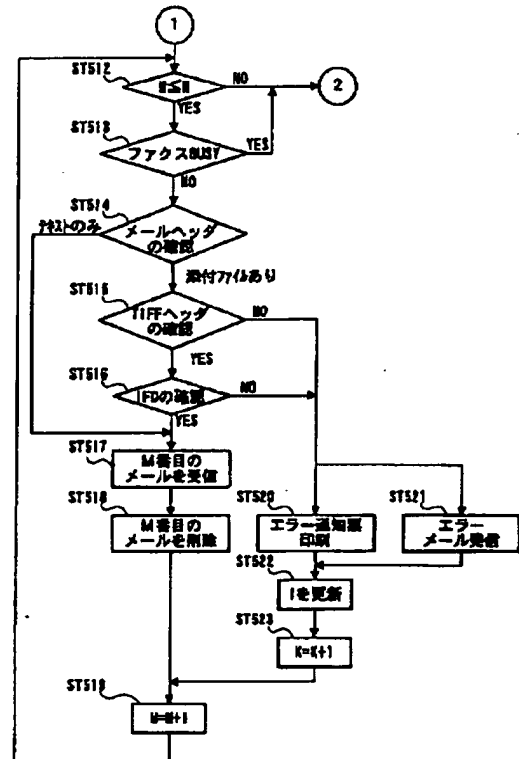 1
ST512
NO
2
YES
ST513
ファクスBUSY
YES
NO
ST514
テキストのみ
メールヘッダ
の確認
添付ファイルあり
ST515
TIFFヘッダ
の確認
NO
YES
ST516
IFDの確認
NO
YES
ST517
M番目の
メールを受信
ST518
M番目の
メールを削除
ST520
エラー通知票
印刷
ST521
エラー
メール発信
ST522
Iを更新
ST523
K=K+1
ST519
M=M+1